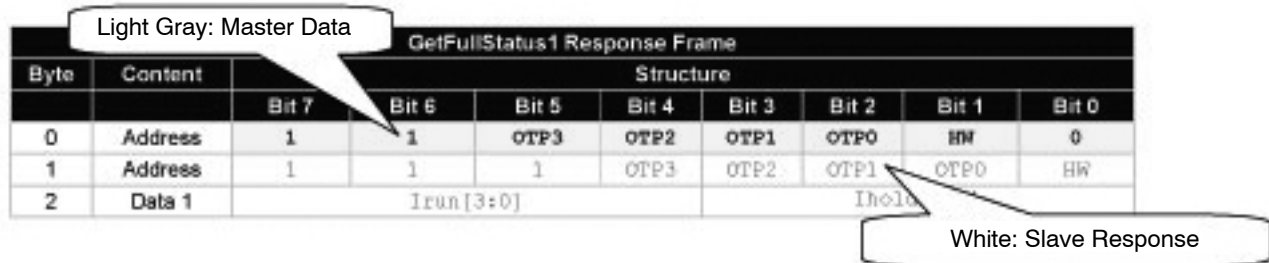 Light Gray: Master Data
GetFullStatus1 Response Frame
Byte Content Structure
Bit 7 Bit 6 Bit 5 Bit 4 Bit 3 Bit 2 Bit 1 Bit 0
0 Address 1 1 OTP3 OTP2 OTP1 OTP0 HW 0
1 Address 1 1 1 OTP3 OTP2 OTP1 OTP0 HW
2 Data 1 Irun[3:0]
White: Slave Response